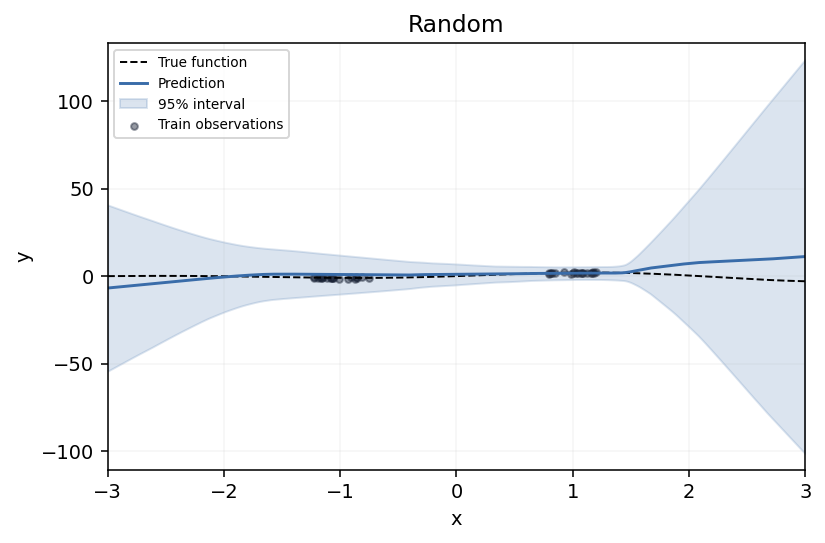 Random
True function
Prediction
95% interval
Train observations
100
50
0
−50
−100
y
−3
−2
−1
0
1
2
3
x